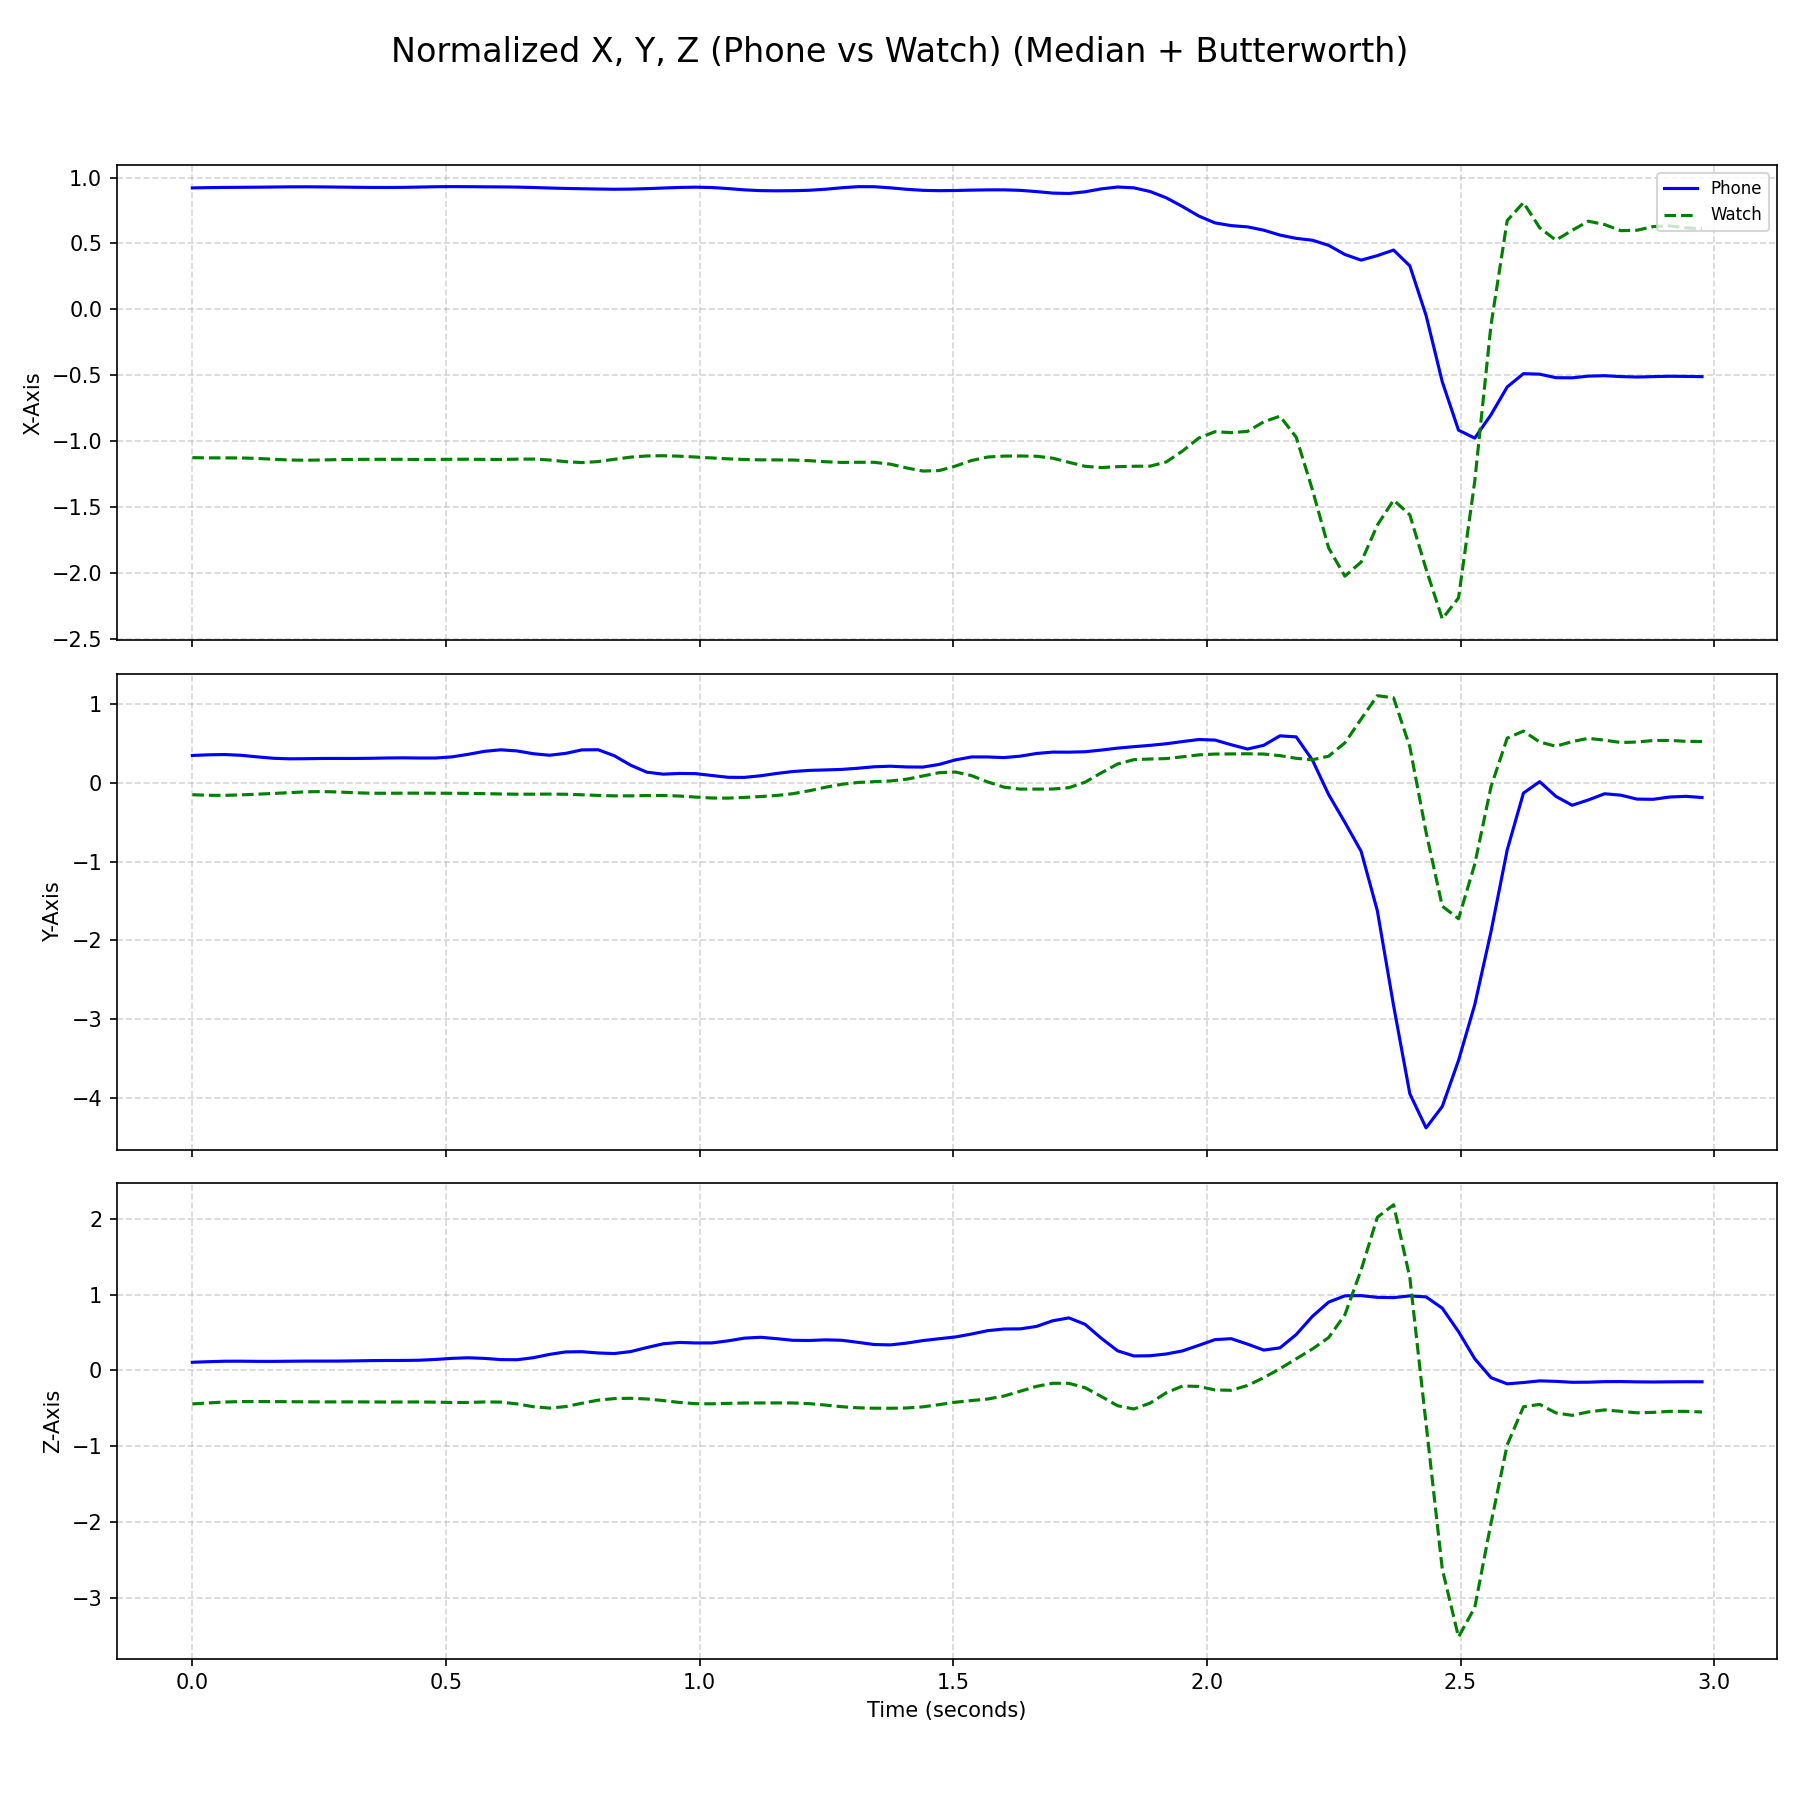 Normalized X, Y, Z (Phone vs Watch) (Median + Butterworth)
1.0
0.5
0.0
−0.5
−1.0
−1.5
−2.0
−2.5
X-Axis
Phone
Watch
1
0
−1
−2
−3
−4
Y-Axis
2
1
0
−1
−2
−3
Z-Axis
0.0 0.5 1.0 1.5 2.0 2.5 3.0
Time (seconds)